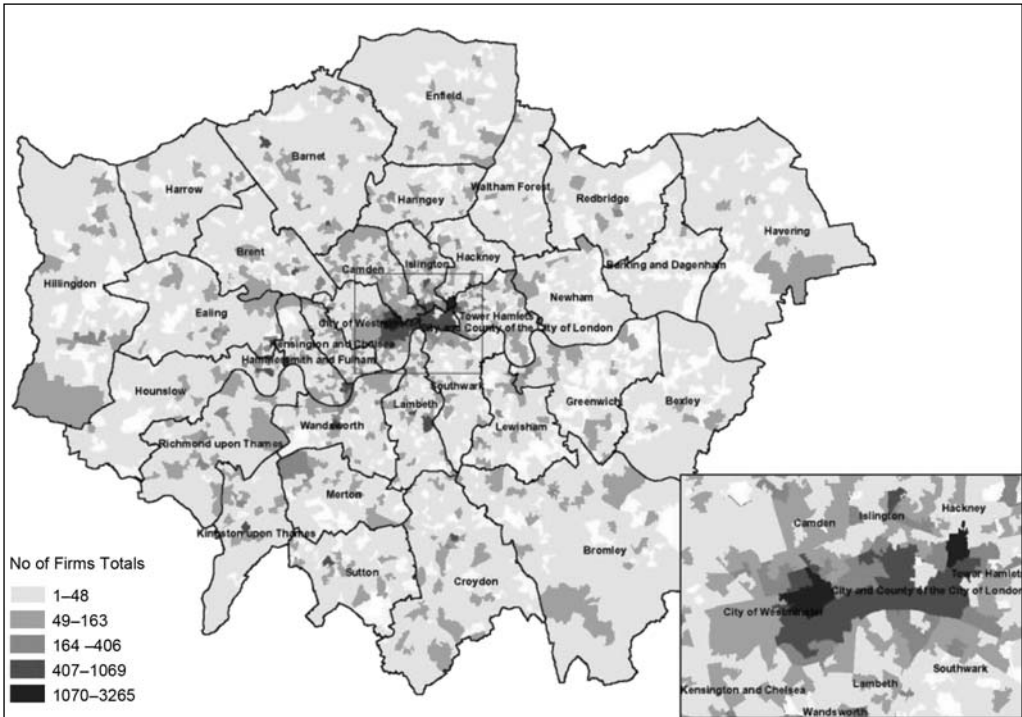 Enfield
Barnet
Harrow
Haringey
Waltham Forest
Redbridge
Havering
Brent
Camden
Islington
Hackney
Barking and Dagenham
Hillingdon
Ealing
Newham
Tower Hamlets
City of Westminster
City and County of the City of London
Kensington and Chelsea
Hammersmith and Fulham
Hounslow
Southwark
Lambeth
Greenwich
Bexley
Wandsworth
Lewisham
Richmond upon Thames
Merton
Kingston upon Thames
Bromley
Sutton
Croydon
No of Firms Totals
1–48
49–163
164 –406
407–1069
1070–3265
Camden
Islington
Hackney
Tower Hamlets
City and County of the City of London
City of Westminster
Southwark
Lambeth
Kensington and Chelsea
Wandsworth